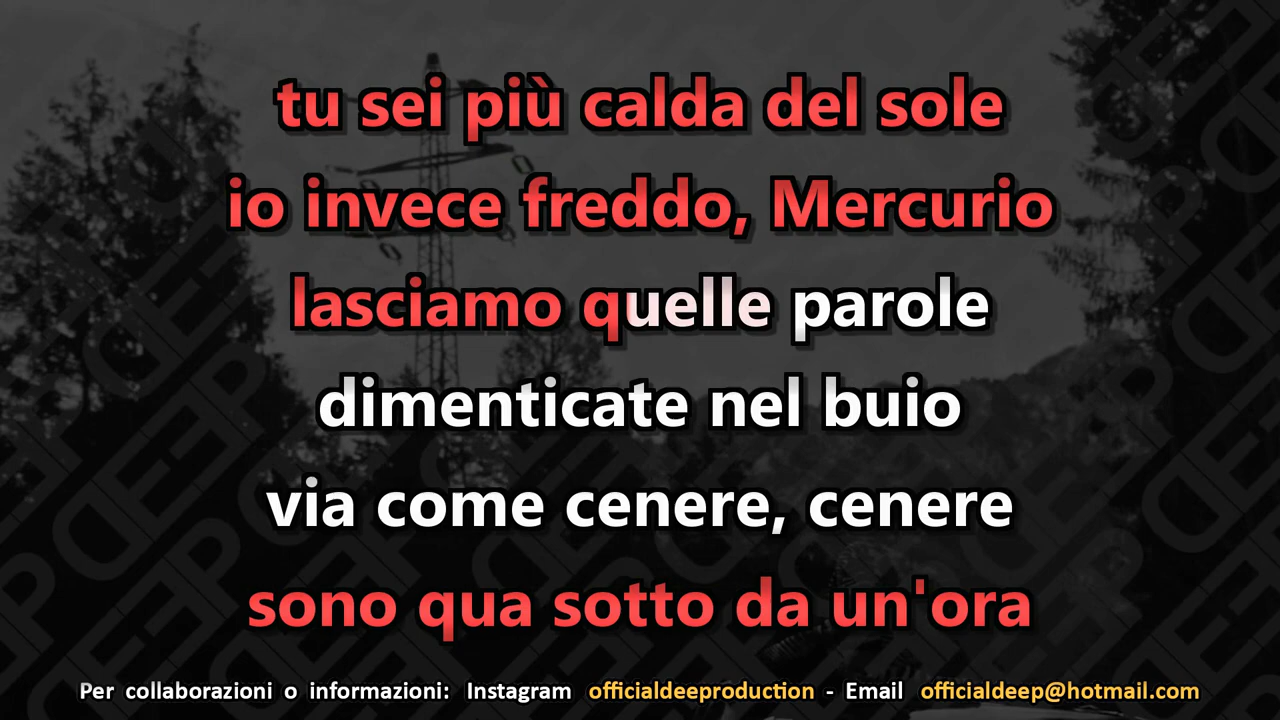 tu sei più calda del sole
io invece freddo, Mercurio
lasciamo quelle parole
dimenticate nel buio
via come cenere, cenere
sono qua sotto da un'ora
Per collaborazioni o informazioni: Instagram officialdeeproduction - Email officialdeep@hotmail.com